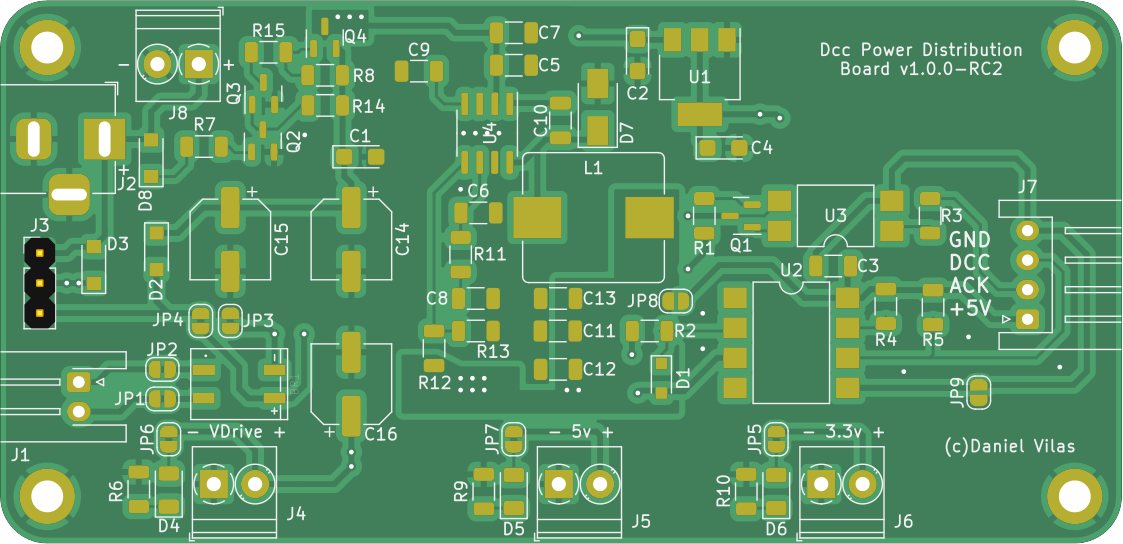 R15
Q4
C7
Dcc Power Distribution
Board v1.0.0-RC2
-
+
C9
C5
R8
U1
Q3
C2
J8
R14
R7
U4
C10
D7
Q2
C1
C4
+
J2
L1
D8
+
+
C6
J7
J3
R1
Q1
U3
R3
D3
C15
C14
R11
GND
DCC
ACK
+5V
D2
U2
C3
C8
C13
JP8
JP4
JP3
R13
C11
R2
R4
R5
JP2
-
R12
C12
D1
JP1
+
JP9
JP6
- VDrive +
+
C16
JP7
- 5v +
JP5
- 3.3v +
(c)Daniel Vilas
J1
R6
D4
J4
R9
D5
J5
R10
D6
J6